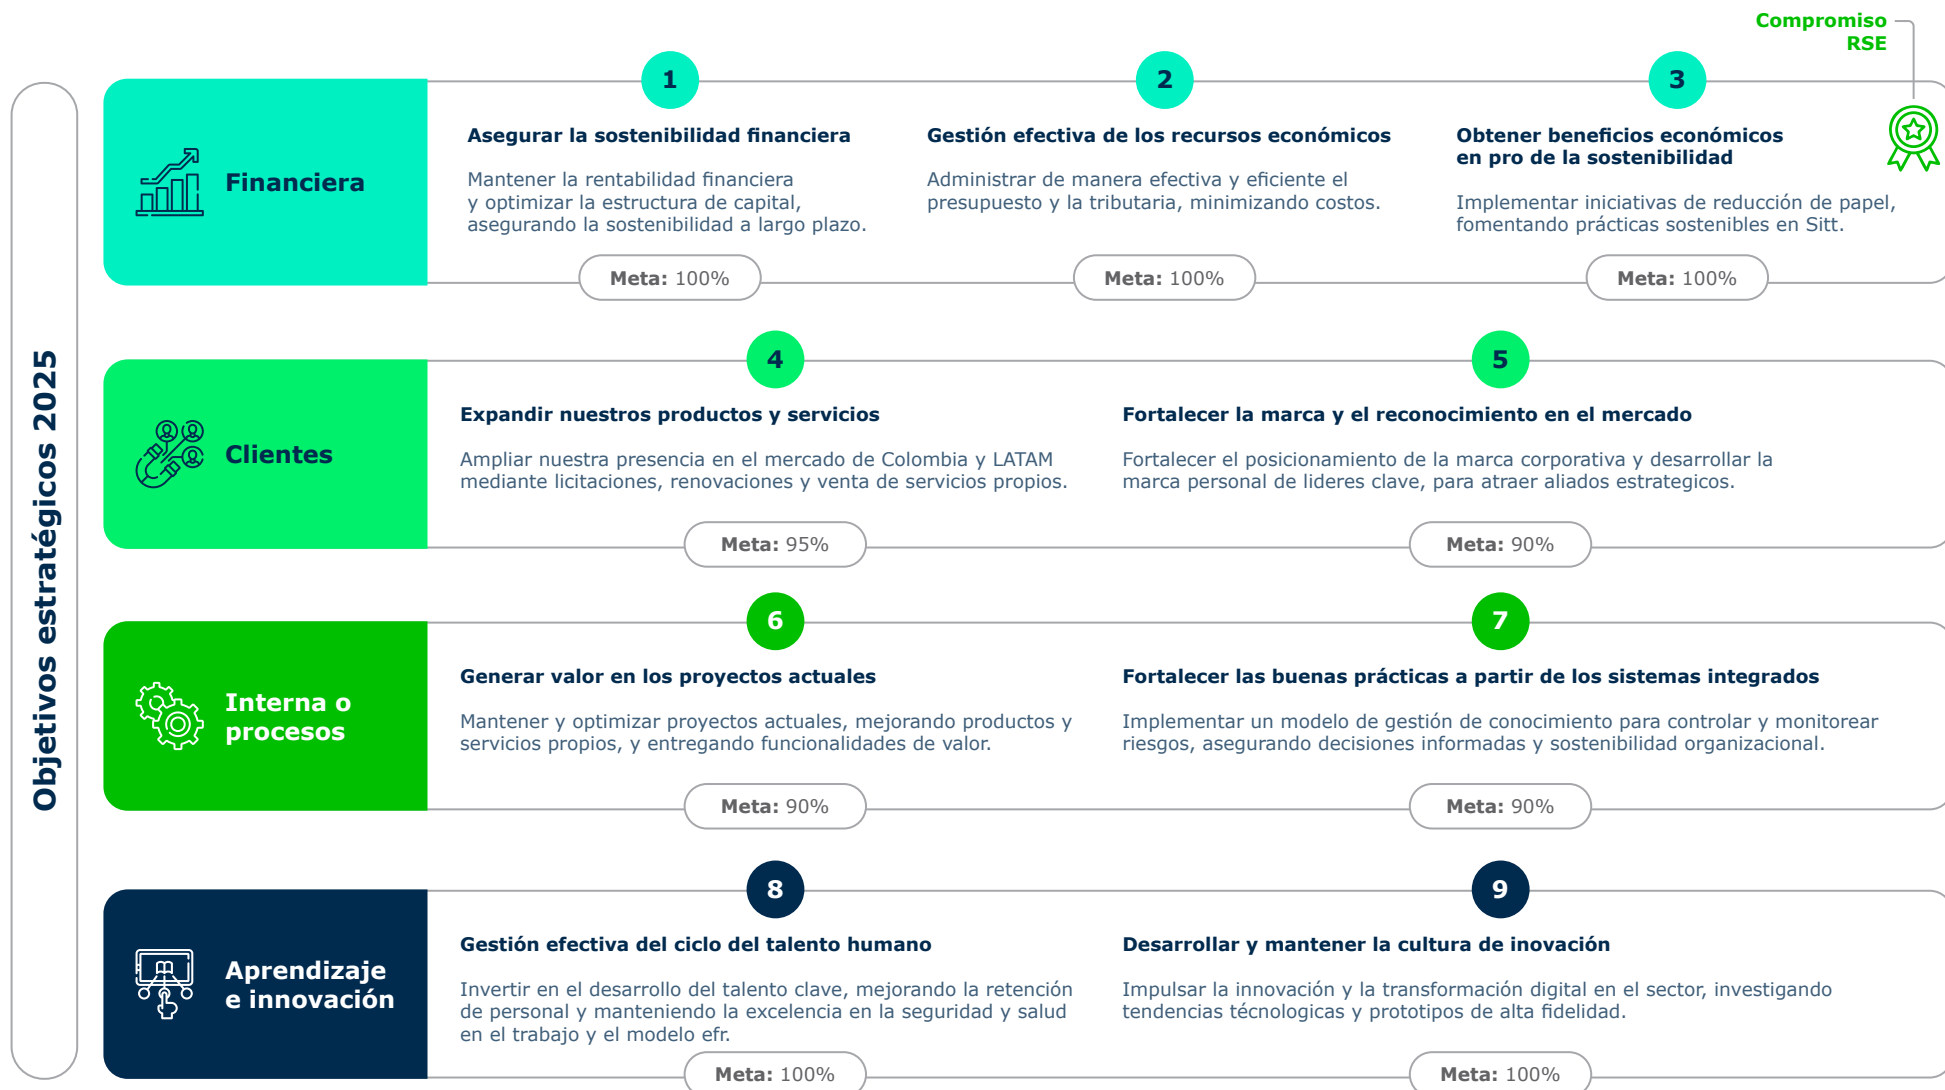 Compromiso
RSE
Objetivos estratégicos 2025
Financiera
1
Asegurar la sostenibilidad financiera
Mantener la rentabilidad financiera
y optimizar la estructura de capital,
asegurando la sostenibilidad a largo plazo.
Meta: 100%
2
Gestión efectiva de los recursos económicos
Administrar de manera efectiva y eficiente el
presupuesto y la tributaria, minimizando costos.
Meta: 100%
3
Obtener beneficios económicos
en pro de la sostenibilidad
Implementar iniciativas de reducción de papel,
fomentando prácticas sostenibles en Sitt.
Meta: 100%
Clientes
4
Expandir nuestros productos y servicios
Ampliar nuestra presencia en el mercado de Colombia y LATAM
mediante licitaciones, renovaciones y venta de servicios propios.
Meta: 95%
5
Fortalecer la marca y el reconocimiento en el mercado
Fortalecer el posicionamiento de la marca corporativa y desarrollar la
marca personal de lideres clave, para atraer aliados estrategicos.
Meta: 90%
Interna o
procesos
6
Generar valor en los proyectos actuales
Mantener y optimizar proyectos actuales, mejorando productos y
servicios propios, y entregando funcionalidades de valor.
Meta: 90%
7
Fortalecer las buenas prácticas a partir de los sistemas integrados
Implementar un modelo de gestión de conocimiento para controlar y monitorear
riesgos, asegurando decisiones informadas y sostenibilidad organizacional.
Meta: 90%
Aprendizaje
e innovación
8
Gestión efectiva del ciclo del talento humano
Invertir en el desarrollo del talento clave, mejorando la retención
de personal y manteniendo la excelencia en la seguridad y salud
en el trabajo y el modelo efr.
Meta: 100%
9
Desarrollar y mantener la cultura de inovación
Impulsar la innovación y la transformación digital en el sector, investigando
tendencias técnologicas y prototipos de alta fidelidad.
Meta: 100%